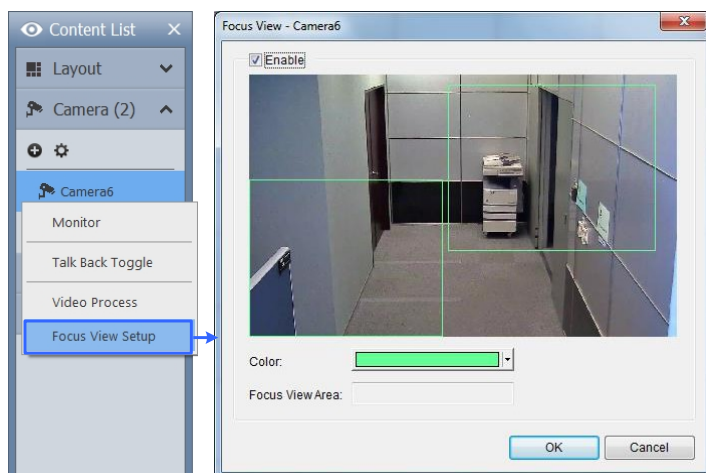 Content List
Layout
Camera (2)
Camera6
Monitor
Talk Back Toggle
Video Process
Focus View Setup
Focus View - Camera6
Enable
Color:
Focus View Area:
OK
Cancel